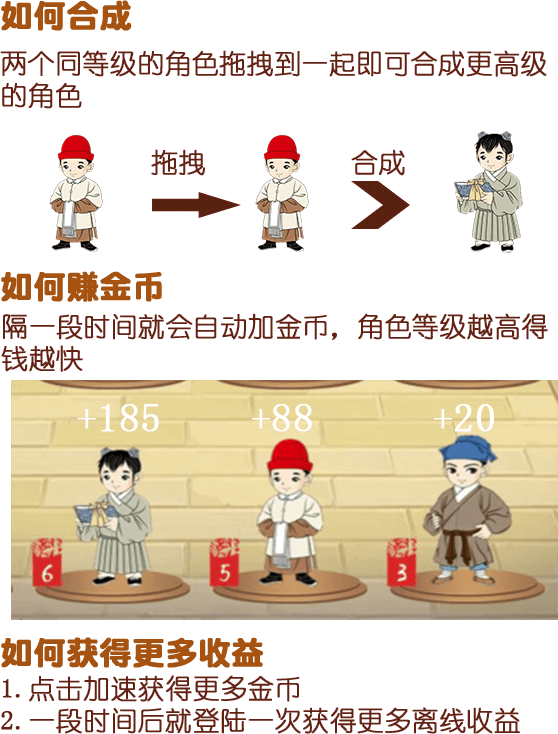 如何合成
两个同等级的角色拖拽到一起即可合成更高级
的角色
拖拽 合成
如何赚金币
隔一段时间就会自动加金币，角色等级越高得
钱越快
+185 +88 +20
6 5 3
如何获得更多收益
1.点击加速获得更多金币
2.一段时间后就登陆一次获得更多离线收益